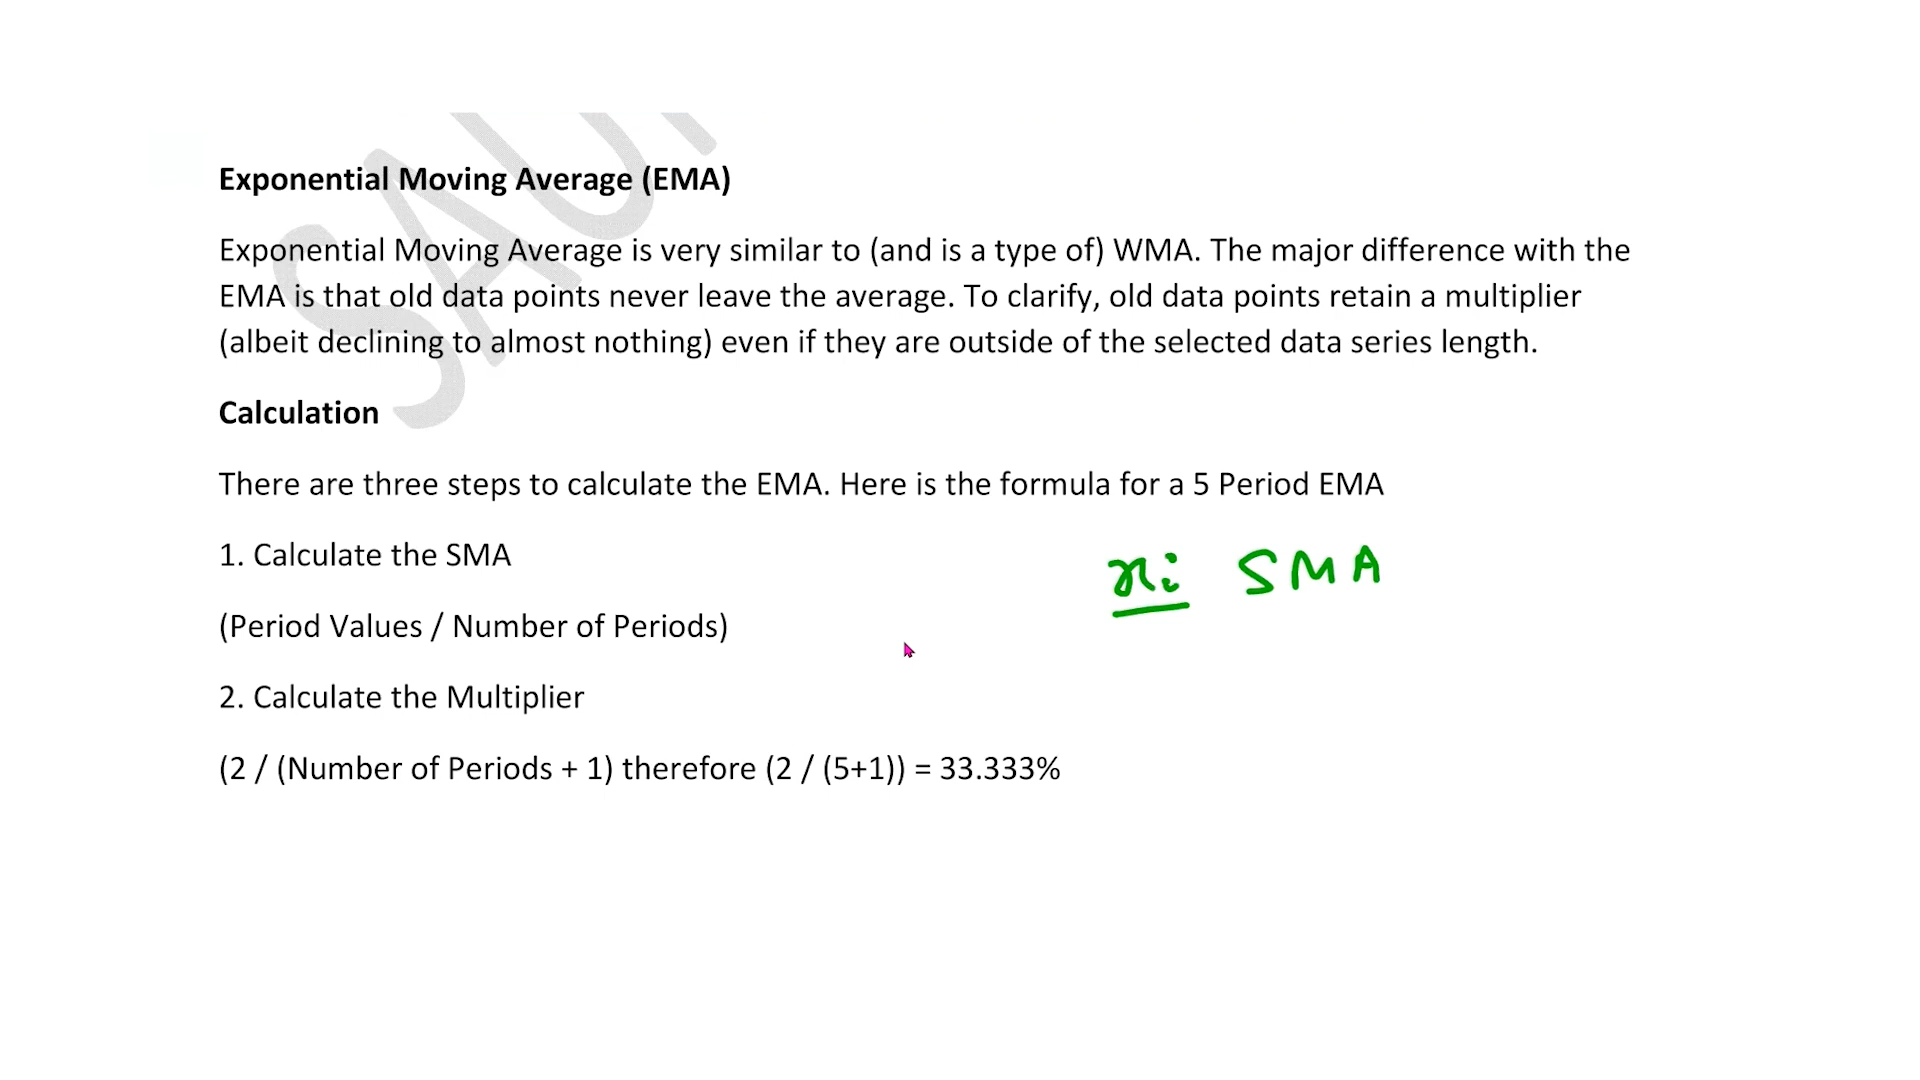 Exponential Moving Average (EMA)
Exponential Moving Average is very similar to (and is a type of) WMA. The major difference with the
EMA is that old data points never leave the average. To clarify, old data points retain a multiplier
(albeit declining to almost nothing) even if they are outside of the selected data series length.
Calculation
There are three steps to calculate the EMA. Here is the formula for a 5 Period EMA
1. Calculate the SMA
SMA
(Period Values / Number of Periods)
2. Calculate the Multiplier
(2 / (Number of Periods + 1) therefore (2 / (5+1)) = 33.333%